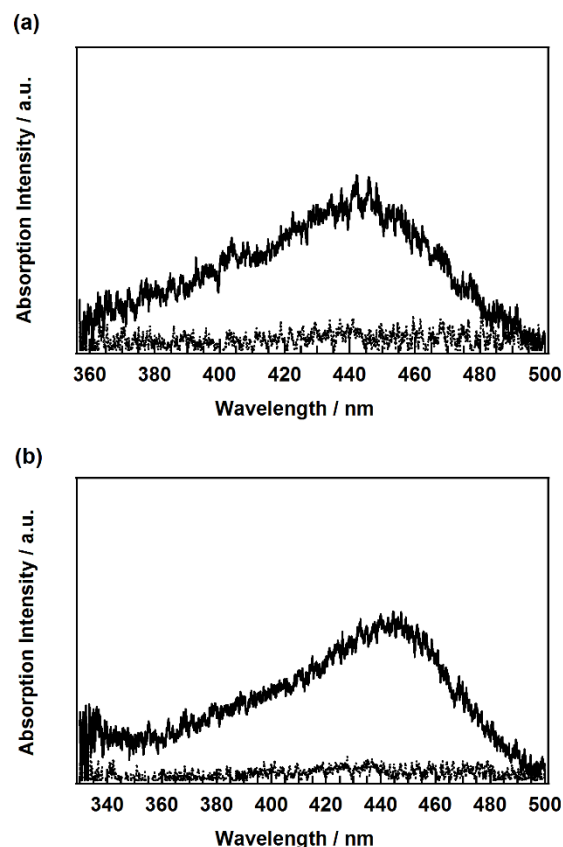 (a)
Absorption Intensity / a.u.
360 380 400 420 440 460 480 500
Wavelength / nm
(b)
Absorption Intensity / a.u.
340 360 380 400 420 440 460 480 500
Wavelength / nm